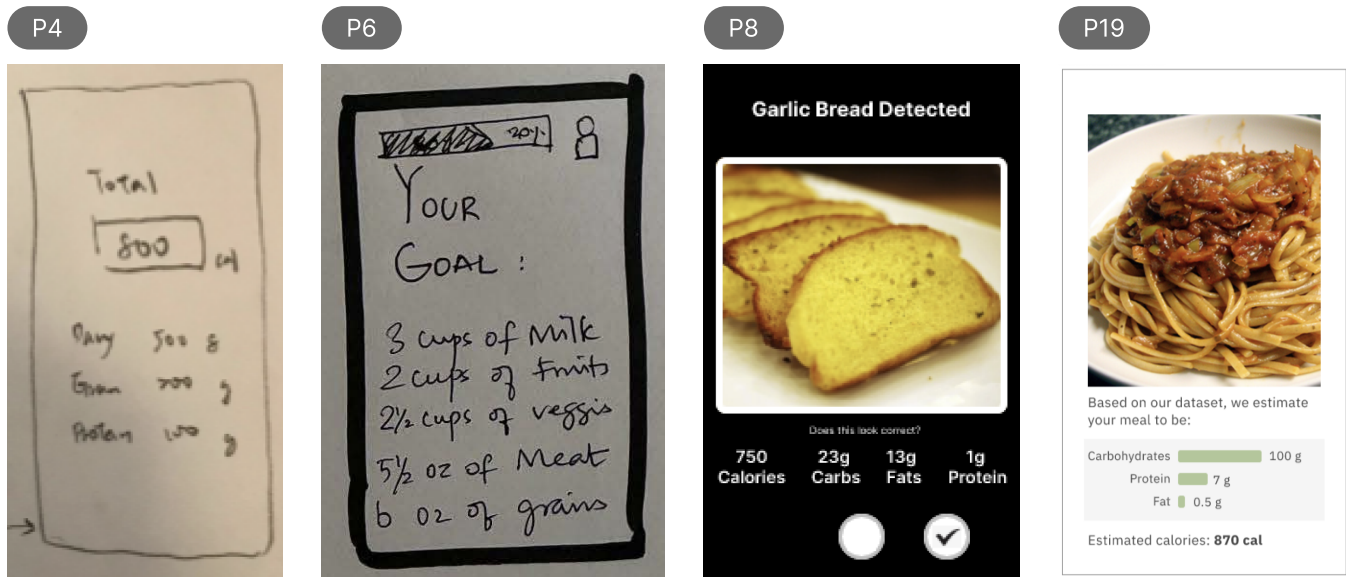 P4
Total
800 cal
Dairy 500 g
Grain 200 g
Protein 100 g
P6
20%
YOUR
GOAL :
3 cups of Milk
2 cups of Fruits
2½ cups of veggis
5½ oz of Meat
6 oz of grains
P8
Garlic Bread Detected
Does this look correct?
750 23g 13g 1g
Calories Carbs Fats Protein
P19
Based on our dataset, we estimate
your meal to be:
Carbohydrates 100 g
Protein 7 g
Fat 0.5 g
Estimated calories: 870 cal